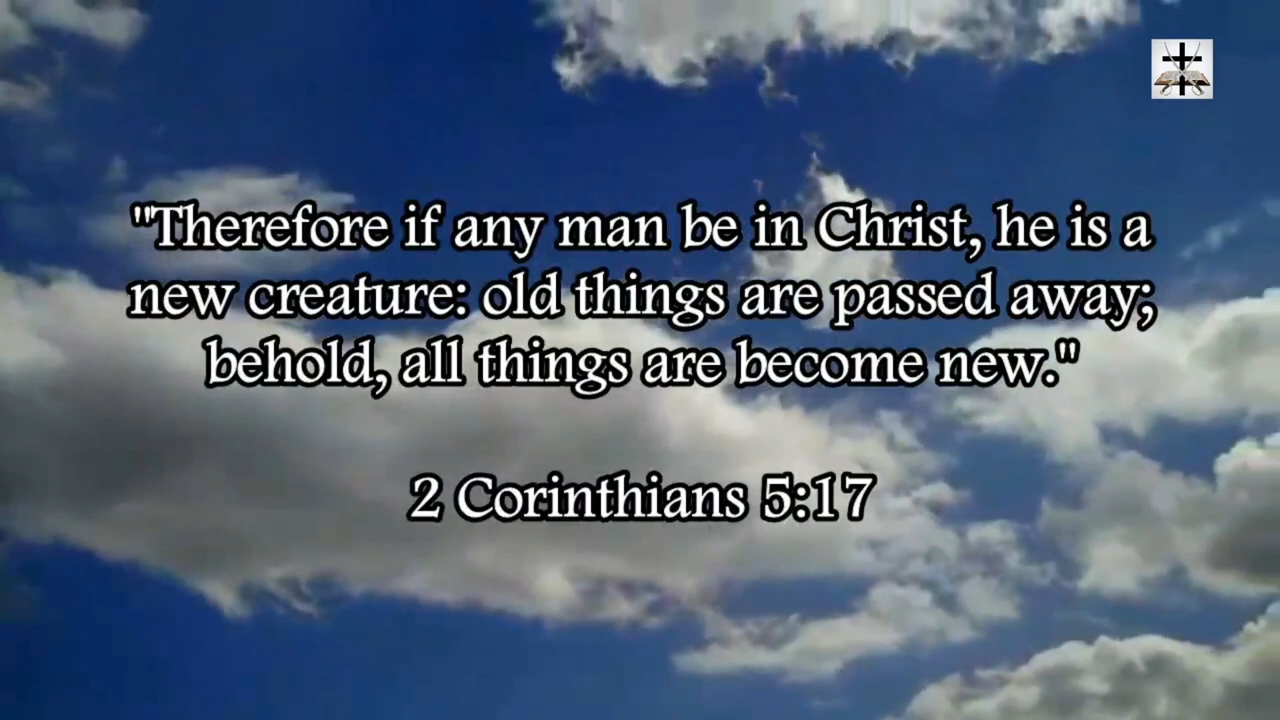 "Therefore if any man be in Christ, he is a
new creature: old things are passed away;
behold, all things are become new."
2 Corinthians 5:17